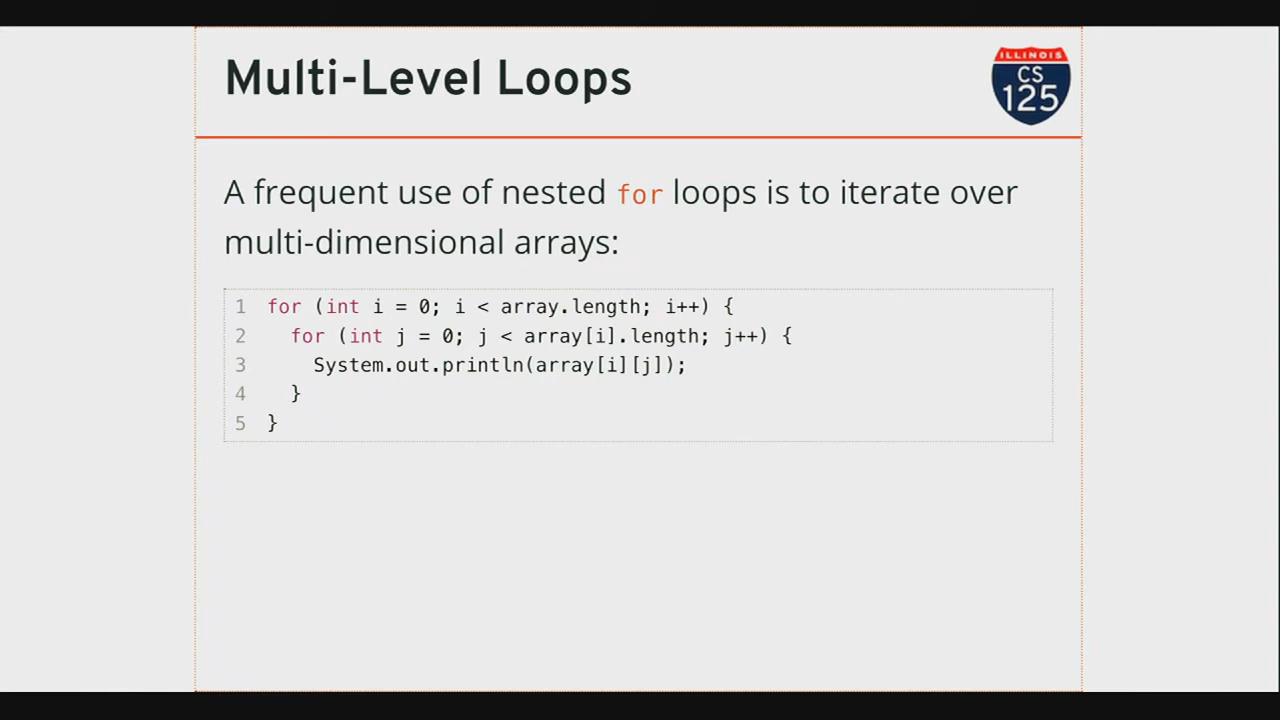 Multi-Level Loops
ILLINOIS
CS
125
A frequent use of nested for loops is to iterate over
multi-dimensional arrays:
1 for (int i = 0; i < array.length; i++) {
2   for (int j = 0; j < array[i].length; j++) {
3     System.out.println(array[i][j]);
4   }
5 }